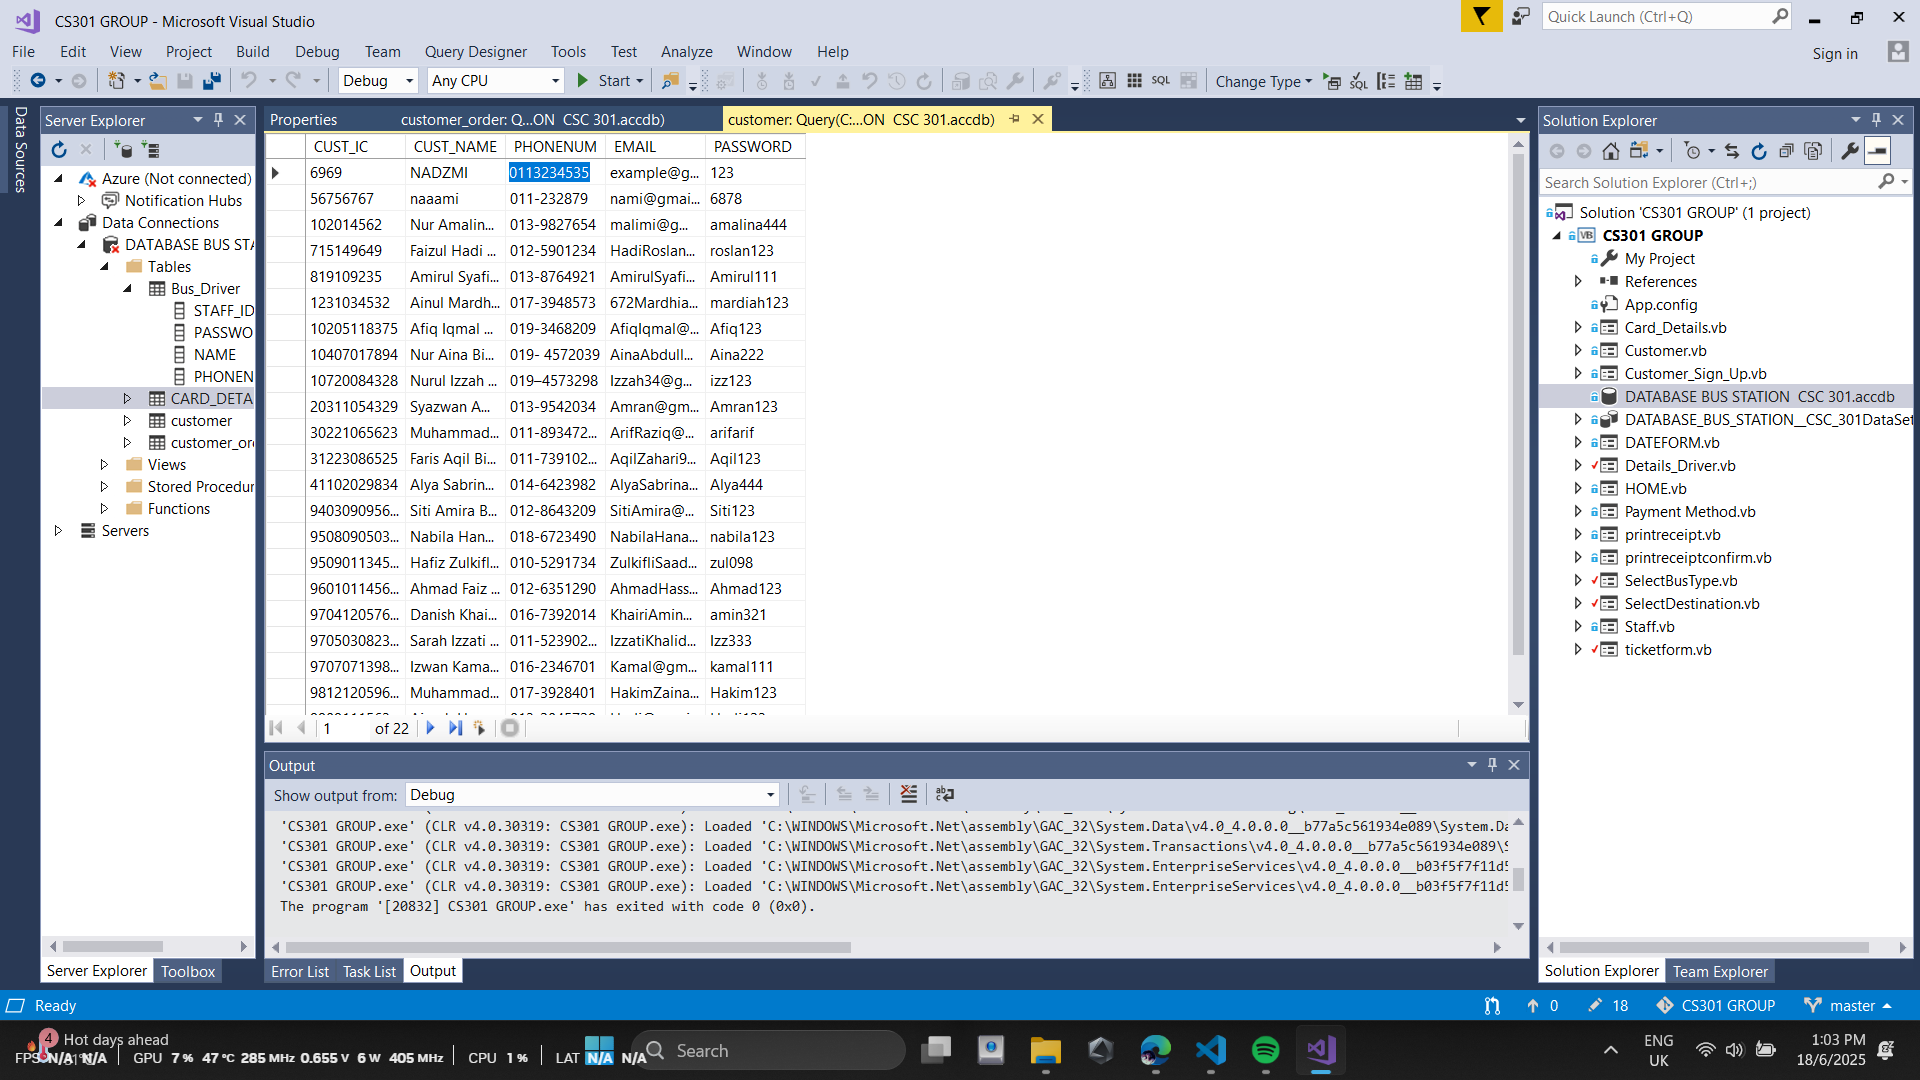 CS301 GROUP - Microsoft Visual Studio
Quick Launch (Ctrl+Q)
File Edit View Project Build Debug Team Query Designer Tools Test Analyze Window Help
Sign in
Debug Any CPU Start SQL Change Type
Data Sources
Server Explorer
Azure (Not connected)
Notification Hubs
Data Connections
DATABASE BUS STA
Tables
Bus_Driver
STAFF_ID
PASSWO
NAME
PHONEN
CARD_DETA
customer
customer_or
Views
Stored Procedur
Functions
Servers
Server Explorer Toolbox
Properties customer_order: Q...ON CSC 301.accdb) customer: Query(C:...ON CSC 301.accdb)
CUST_IC CUST_NAME PHONENUM EMAIL PASSWORD
6969 NADZMI 0113234535 example@g... 123
56756767 naaami 011-232879 nami@gmai... 6878
102014562 Nur Amalin... 013-9827654 malimi@g... amalina444
715149649 Faizul Hadi ... 012-5901234 HadiRoslan... roslan123
819109235 Amirul Syafi... 013-8764921 AmirulSyafi... Amirul111
1231034532 Ainul Mardh... 017-3948573 672Mardhia... mardiah123
10205118375 Afiq Iqmal ... 019-3468209 AfiqIqmal@... Afiq123
10407017894 Nur Aina Bi... 019- 4572039 AinaAbdull... Aina222
10720084328 Nurul Izzah ... 019–4573298 Izzah34@g... izz123
20311054329 Syazwan A... 013-9542034 Amran@gm... Amran123
30221065623 Muhammad... 011-893472... ArifRaziq@... arifarif
31223086525 Faris Aqil Bi... 011-739102... AqilZahari9... Aqil123
41102029834 Alya Sabrin... 014-6423982 AlyaSabrina... Alya444
9403090956... Siti Amira B... 012-8643209 SitiAmira@... Siti123
9508090503... Nabila Han... 018-6723490 NabilaHana... nabila123
9509011345... Hafiz Zulkifl... 010-5291734 ZulkifliSaad... zul098
9601011456... Ahmad Faiz ... 012-6351290 AhmadHass... Ahmad123
9704120576... Danish Khai... 016-7392014 KhairiAmin... amin321
9705030823... Sarah Izzati ... 011-523902... IzzatiKhalid... Izz333
9707071398... Izwan Kama... 016-2346701 Kamal@gm... kamal111
9812120596... Muhammad... 017-3928401 HakimZaina... Hakim123
1 of 22
Output
Show output from: Debug
'CS301 GROUP.exe' (CLR v4.0.30319: CS301 GROUP.exe): Loaded 'C:\WINDOWS\Microsoft.Net\assembly\GAC_32\System.Data\v4.0_4.0.0.0__b77a5c561934e089\System.Da
'CS301 GROUP.exe' (CLR v4.0.30319: CS301 GROUP.exe): Loaded 'C:\WINDOWS\Microsoft.Net\assembly\GAC_32\System.Transactions\v4.0_4.0.0.0__b77a5c561934e089\S
'CS301 GROUP.exe' (CLR v4.0.30319: CS301 GROUP.exe): Loaded 'C:\WINDOWS\Microsoft.Net\assembly\GAC_32\System.EnterpriseServices\v4.0_4.0.0.0__b03f5f7f11d5
'CS301 GROUP.exe' (CLR v4.0.30319: CS301 GROUP.exe): Loaded 'C:\WINDOWS\Microsoft.Net\assembly\GAC_32\System.EnterpriseServices\v4.0_4.0.0.0__b03f5f7f11d5
The program '[20832] CS301 GROUP.exe' has exited with code 0 (0x0).
Error List Task List Output
Solution Explorer
Search Solution Explorer (Ctrl+;)
Solution 'CS301 GROUP' (1 project)
VB CS301 GROUP
My Project
References
App.config
Card_Details.vb
Customer.vb
Customer_Sign_Up.vb
DATABASE BUS STATION CSC 301.accdb
DATABASE_BUS_STATION__CSC_301DataSet
DATEFORM.vb
Details_Driver.vb
HOME.vb
Payment Method.vb
printreceipt.vb
printreceiptconfirm.vb
SelectBusType.vb
SelectDestination.vb
Staff.vb
ticketform.vb
Solution Explorer Team Explorer
Ready 0 18 CS301 GROUP master
4 Hot days ahead
FPS N/A N/A GPU 7 % 47 °C 285 MHz 0.655 V 6 W 405 MHz CPU 1 % LAT N/A N/A
Search
ENG
UK
1:03 PM
18/6/2025